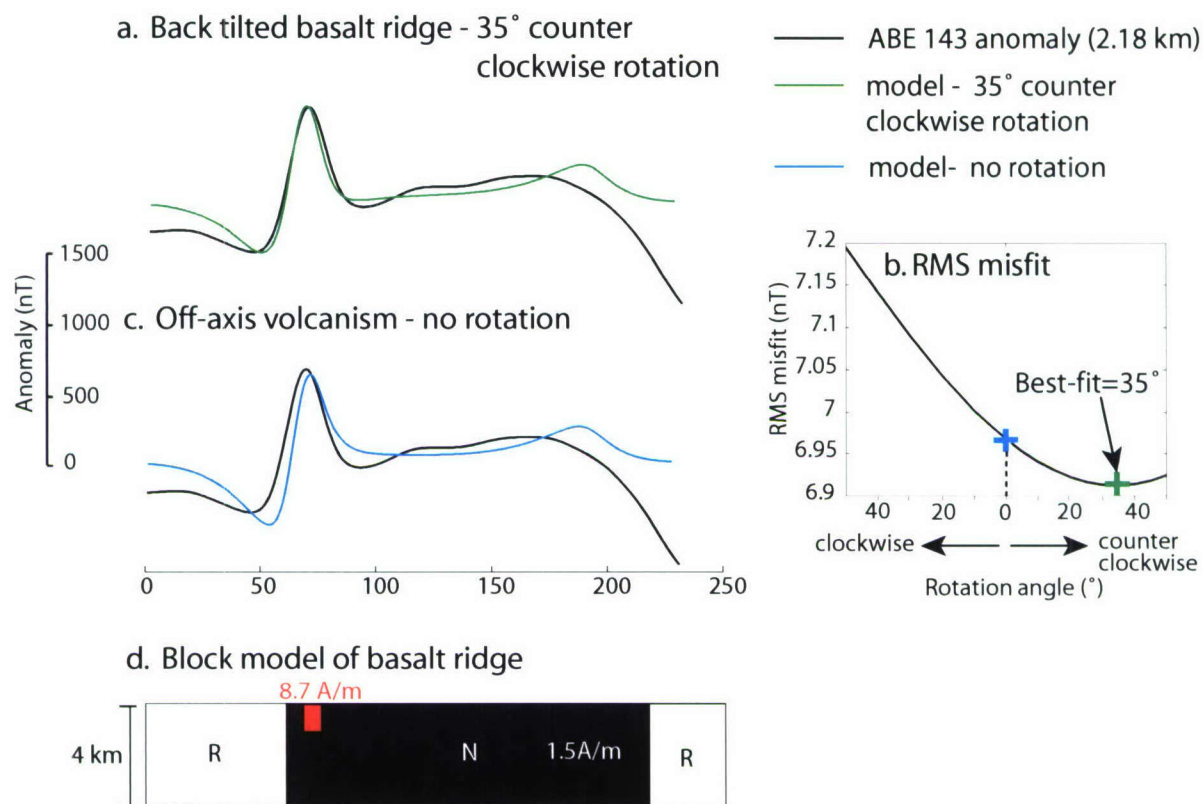 a. Back tilted basalt ridge - 35° counter
clockwise rotation
ABE 143 anomaly (2.18 km)
model - 35° counter
clockwise rotation
model- no rotation
1500
1000
500
0
Anomaly (nT)
c. Off-axis volcanism - no rotation
0
50
100
150
200
250
b. RMS misfit
7.2
7.15
7.1
7.05
7
6.95
6.9
RMS misfit (nT)
Best-fit=35°
40
20
0
20
40
clockwise
counter
clockwise
Rotation angle (°)
d. Block model of basalt ridge
8.7 A/m
4 km
R
N
1.5A/m
R